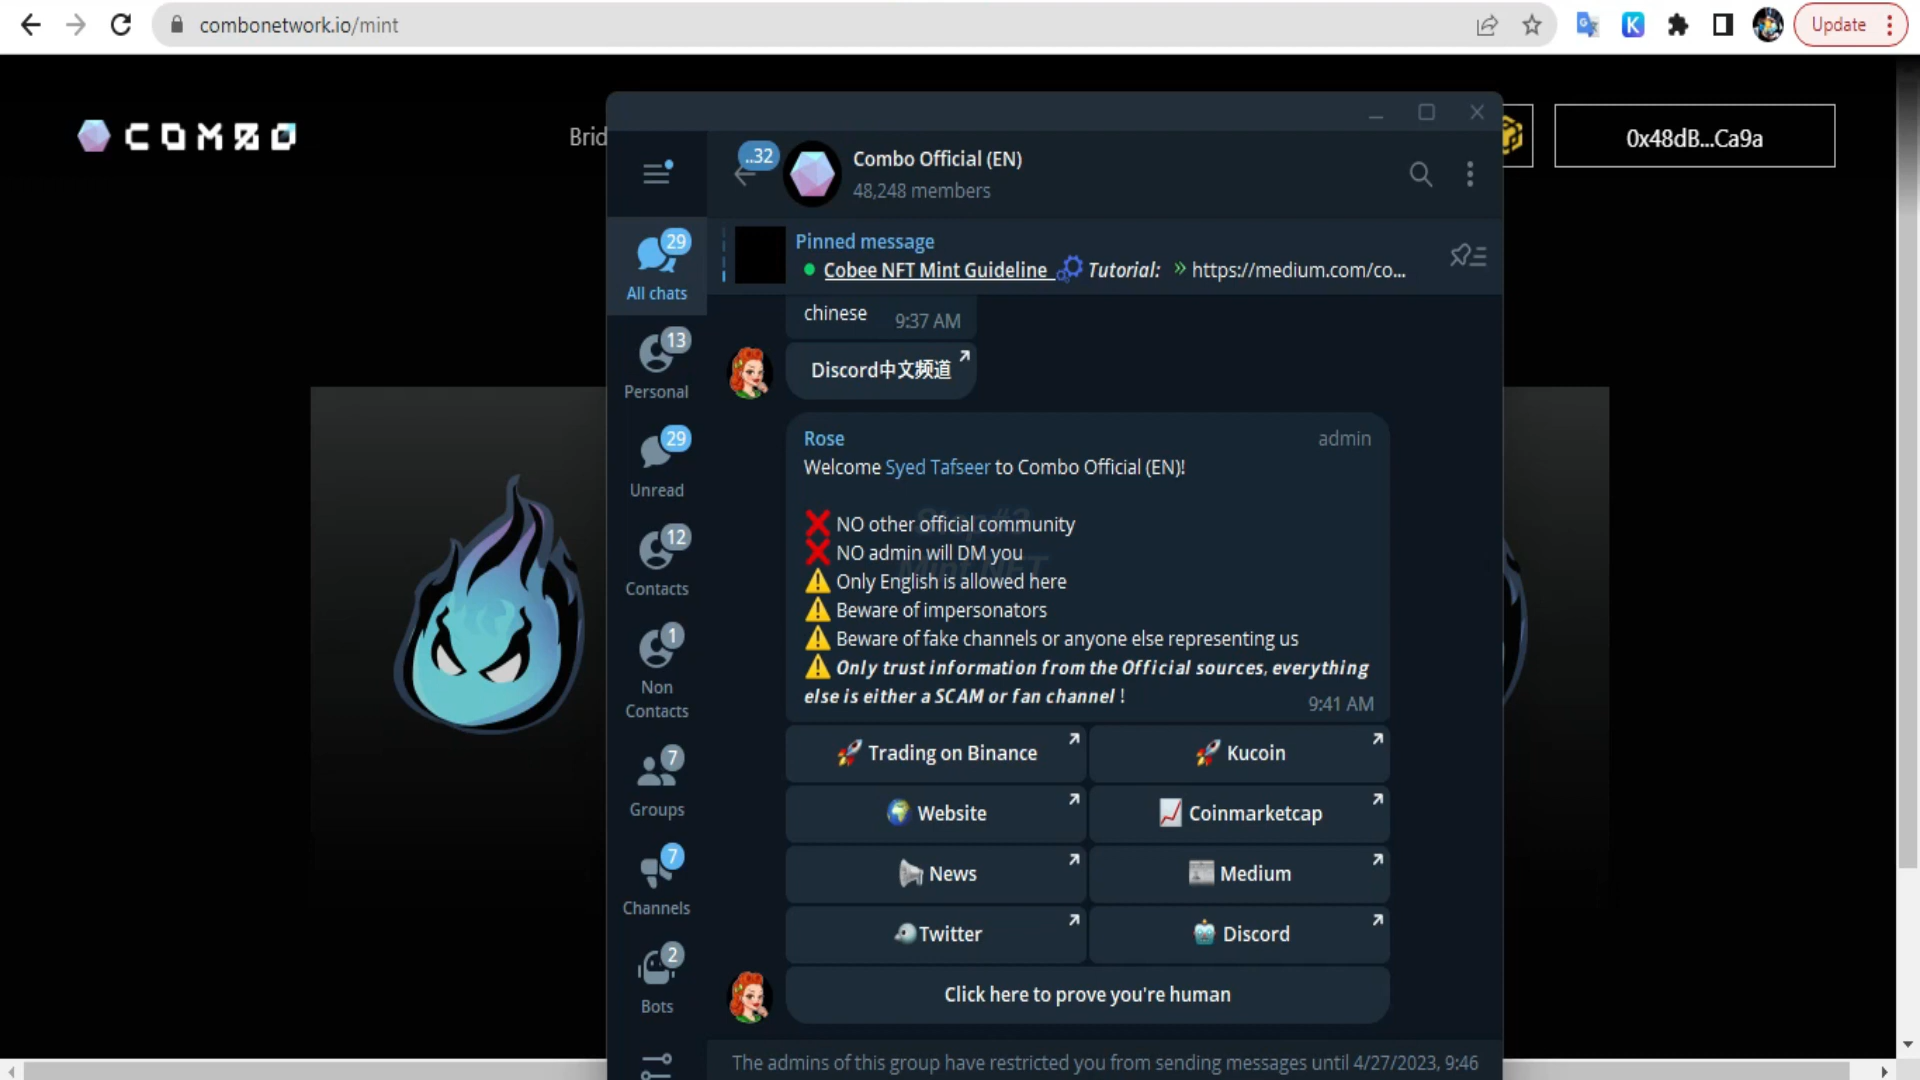 combonetwork.io/mint
Update
COMBO
Brid
0x48dB...Ca9a
..32
Combo Official (EN)
48,248 members
29
All chats
Pinned message
Cobee NFT Mint Guideline Tutorial: » https://medium.com/co...
chinese 9:37 AM
13
Personal
Discord中文频道
29
Unread
Rose admin
Welcome Syed Tafseer to Combo Official (EN)!
Step#3
Mint NFT
❌ NO other official community
❌ NO admin will DM you
⚠️ Only English is allowed here
⚠️ Beware of impersonators
⚠️ Beware of fake channels or anyone else representing us
⚠️ Only trust information from the Official sources, everything
else is either a SCAM or fan channel !
9:41 AM
12
Contacts
1
Non
Contacts
7
Groups
7
Channels
2
Bots
Trading on Binance
Kucoin
Website
Coinmarketcap
News
Medium
Twitter
Discord
Click here to prove you're human
The admins of this group have restricted you from sending messages until 4/27/2023, 9:46